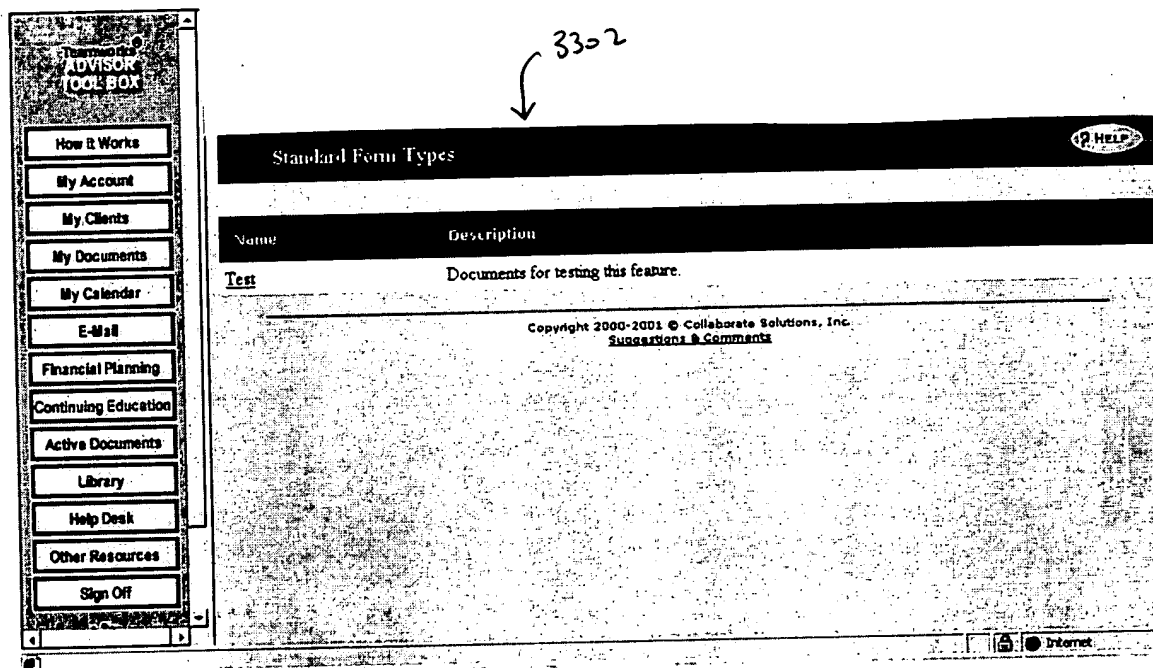 3302
Teamworks
ADVISOR
TOOL BOX
How It Works
My Account
My Clients
My Documents
My Calendar
E-Mail
Financial Planning
Continuing Education
Active Documents
Library
Help Desk
Other Resources
Sign Off
Standard Form Types
? HELP
Name Description
Test Documents for testing this feature.
Copyright 2000-2001 © Collaborate Solutions, Inc.
Suggestions & Comments
Internet